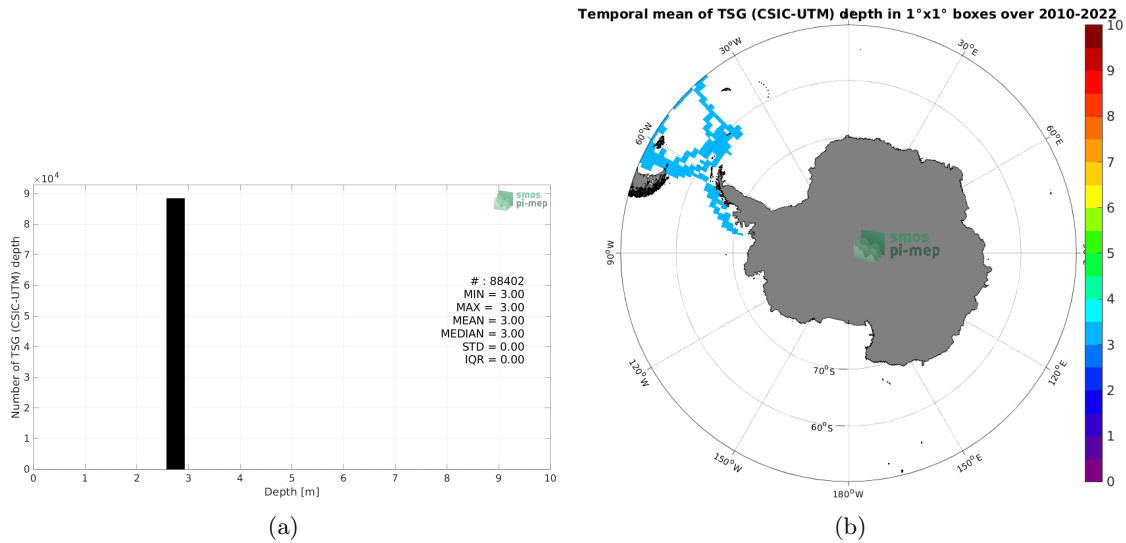 Temporal mean of TSG (CSIC-UTM) depth in 1°x1° boxes over 2010-2022
×10⁴
9
8
7
6
5
4
3
2
1
0
Number of TSG (CSIC-UTM) depth
smos
pi-mep
# : 88402
MIN = 3.00
MAX = 3.00
MEAN = 3.00
MEDIAN = 3.00
STD = 0.00
IQR = 0.00
0 1 2 3 4 5 6 7 8 9 10
Depth [m]
(a)
30°W
30°E
60°W
60°E
90°W
120°W
120°E
150°W
150°E
180°W
70°S
60°S
smos
pi-mep
10
9
8
7
6
5
4
3
2
1
0
(b)